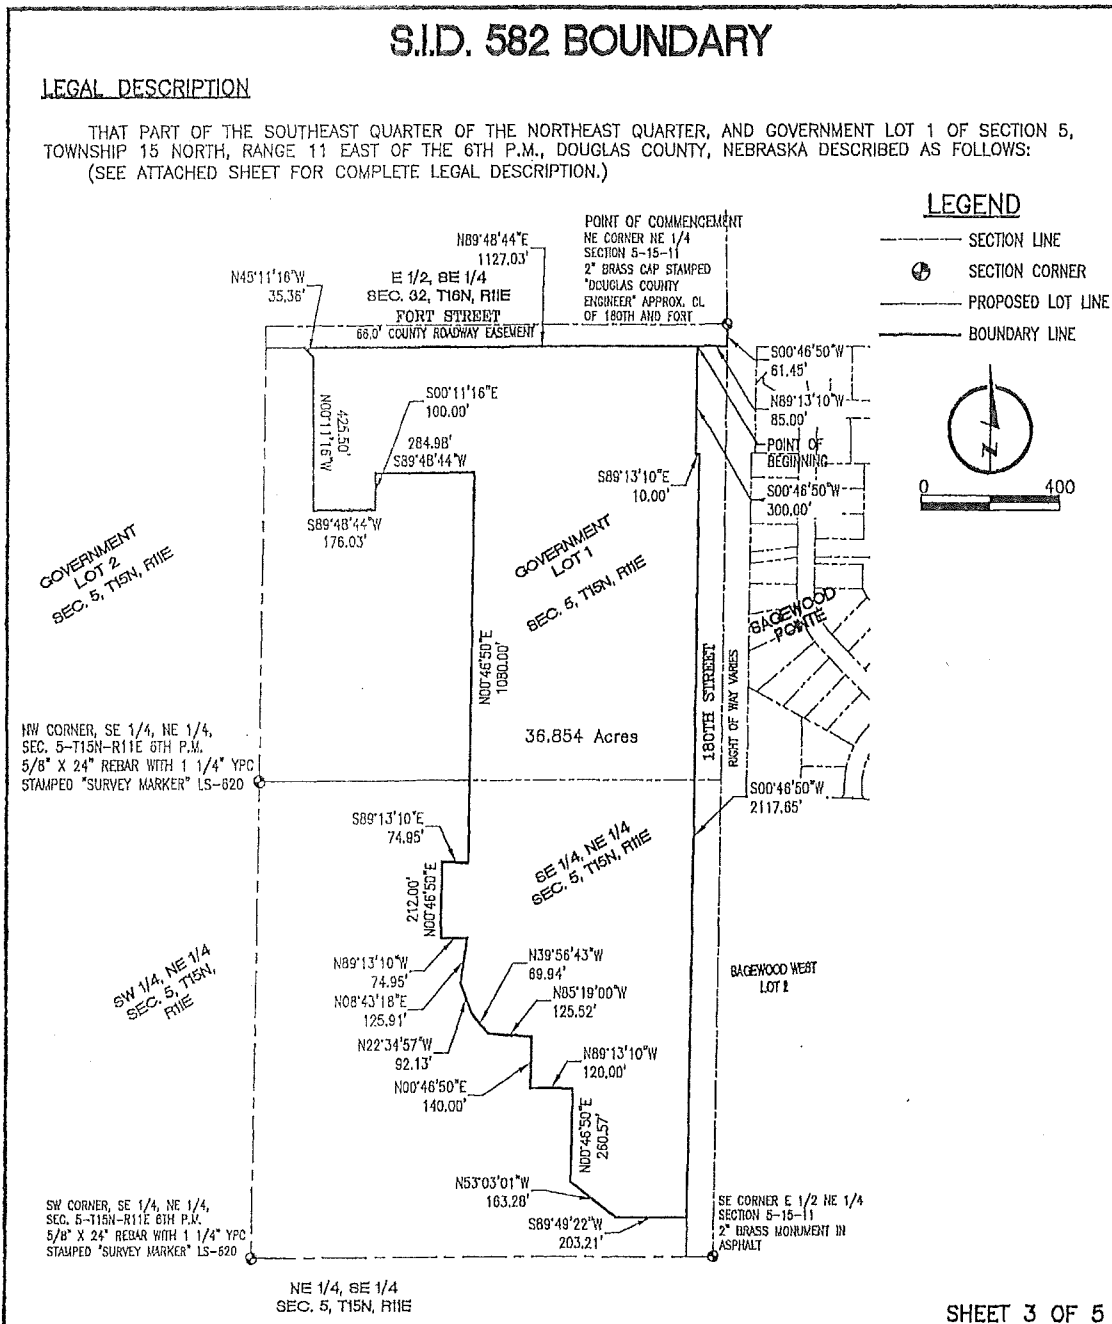 S.I.D. 582 BOUNDARY
LEGAL DESCRIPTION
THAT PART OF THE SOUTHEAST QUARTER OF THE NORTHEAST QUARTER, AND GOVERNMENT LOT 1 OF SECTION 5,
TOWNSHIP 15 NORTH, RANGE 11 EAST OF THE 6TH P.M., DOUGLAS COUNTY, NEBRASKA DESCRIBED AS FOLLOWS:
(SEE ATTACHED SHEET FOR COMPLETE LEGAL DESCRIPTION.)
LEGEND
SECTION LINE
SECTION CORNER
PROPOSED LOT LINE
BOUNDARY LINE
N
0 400
POINT OF COMMENCEMENT
NE CORNER NE 1/4
SECTION 5-15-11
2" BRASS CAP STAMPED
"DOUGLAS COUNTY
ENGINEER" APPROX. CL
OF 180TH AND FORT
N89°48'44"E
1127.03'
N45°11'16"W
35.36'
E 1/2, SE 1/4
SEC. 32, T16N, R11E
FORT STREET
66.0' COUNTY ROADWAY EASEMENT
S00°46'50"W
61.45'
N89°13'10"W
85.00'
POINT OF
BEGINNING
S00°46'50"W
300.00'
S00°11'16"E
100.00'
425.50'
N00°11'16"W
284.98'
S89°48'44"W
S89°13'10"E
10.00'
S89°48'44"W
176.03'
GOVERNMENT
LOT 2
SEC. 5, T15N, R11E
GOVERNMENT
LOT 1
SEC. 5, T15N, R11E
SAGEWOOD
POINTE
N00°46'50"E
1080.00'
180TH STREET
RIGHT OF WAY VARIES
36.854 Acres
NW CORNER, SE 1/4, NE 1/4,
SEC. 5-T15N-R11E 6TH P.M.
5/8" X 24" REBAR WITH 1 1/4" YPC
STAMPED "SURVEY MARKER" LS-620
S00°46'50"W
2117.65'
S89°13'10"E
74.95'
SE 1/4, NE 1/4
SEC. 5, T15N, R11E
212.00'
N00°46'50"E
SW 1/4, NE 1/4
SEC. 5, T15N,
R11E
N89°13'10"W
74.95'
N39°56'43"W
69.94'
SAGEWOOD WEST
LOT 1
N08°43'18"E
125.91'
N85°19'00"W
125.52'
N22°34'57"W
92.13'
N89°13'10"W
120.00'
N00°46'50"E
140.00'
N00°46'50"E
260.57'
N53°03'01"W
163.28'
S89°49'22"W
203.21'
SW CORNER, SE 1/4, NE 1/4,
SEC. 5-T15N-R11E 6TH P.M.
5/8" X 24" REBAR WITH 1 1/4" YPC
STAMPED "SURVEY MARKER" LS-620
SE CORNER E 1/2 NE 1/4
SECTION 5-15-11
2" BRASS MONUMENT IN
ASPHALT
NE 1/4, SE 1/4
SEC. 5, T15N, R11E
SHEET 3 OF 5